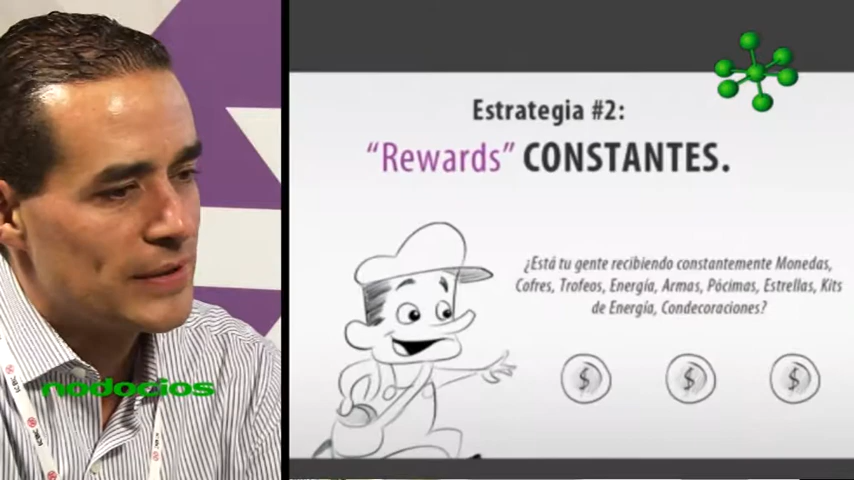 Estrategia #2:
“Rewards” CONSTANTES.
¿Está tu gente recibiendo constantemente Monedas,
Cofres, Trofeos, Energía, Armas, Pócimas, Estrellas, Kits
de Energía, Condecoraciones?
$ $ $
nodocios